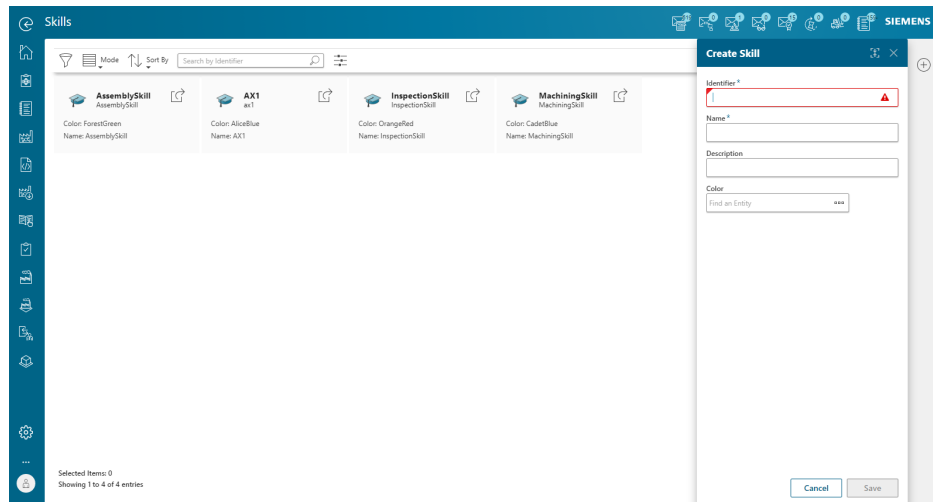 Skills
SIEMENS
Mode
Sort By
Search by Identifier
AssemblySkill
AssemblySkill
Color: ForestGreen
Name: AssemblySkill
AX1
ax1
Color: AliceBlue
Name: AX1
InspectionSkill
InspectionSkill
Color: OrangeRed
Name: InspectionSkill
MachiningSkill
MachiningSkill
Color: CadetBlue
Name: MachiningSkill
Selected Items: 0
Showing 1 to 4 of 4 entries
Create Skill
Identifier *
Name *
Description
Color
Find an Entity
Cancel
Save